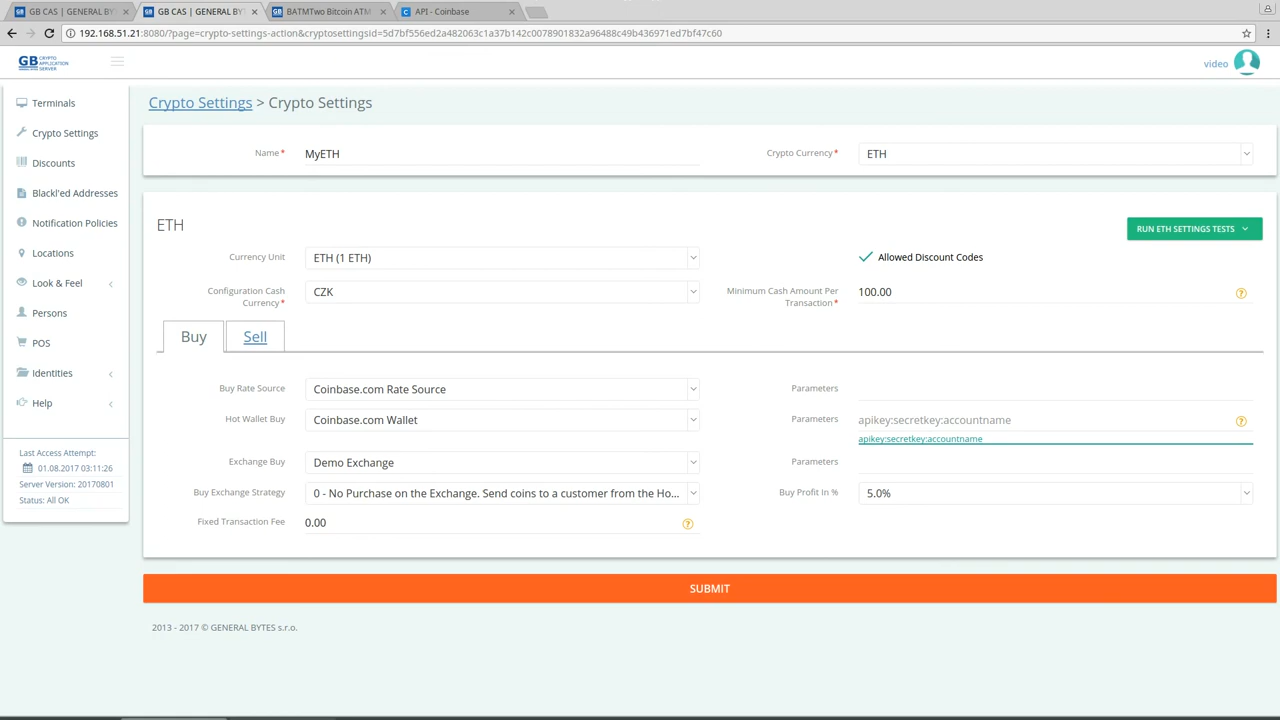 GB CAS | GENERAL BY
GB CAS | GENERAL BY
BATMTwo Bitcoin ATM
API - Coinbase
192.168.51.21:8080/?page=crypto-settings-action&cryptosettingsid=5d7bf556ed2a482063c1a37b142c0078901832a96488c49b436971ed7bf47c60
GB CRYPTO APPLICATION SERVER
video
Terminals
Crypto Settings
Discounts
Blackl'ed Addresses
Notification Policies
Locations
Look & Feel
Persons
POS
Identities
Help
Last Access Attempt:
01.08.2017 03:11:26
Server Version: 20170801
Status: All OK
Crypto Settings > Crypto Settings
Name* MyETH
Crypto Currency* ETH
ETH
RUN ETH SETTINGS TESTS
Currency Unit ETH (1 ETH)
Allowed Discount Codes
Configuration Cash Currency* CZK
Minimum Cash Amount Per Transaction* 100.00
Buy Sell
Buy Rate Source Coinbase.com Rate Source Parameters
Hot Wallet Buy Coinbase.com Wallet Parameters apikey:secretkey:accountname
apikey:secretkey:accountname
Exchange Buy Demo Exchange Parameters
Buy Exchange Strategy 0 - No Purchase on the Exchange. Send coins to a customer from the Ho... Buy Profit In % 5.0%
Fixed Transaction Fee 0.00
SUBMIT
2013 - 2017 © GENERAL BYTES s.r.o.